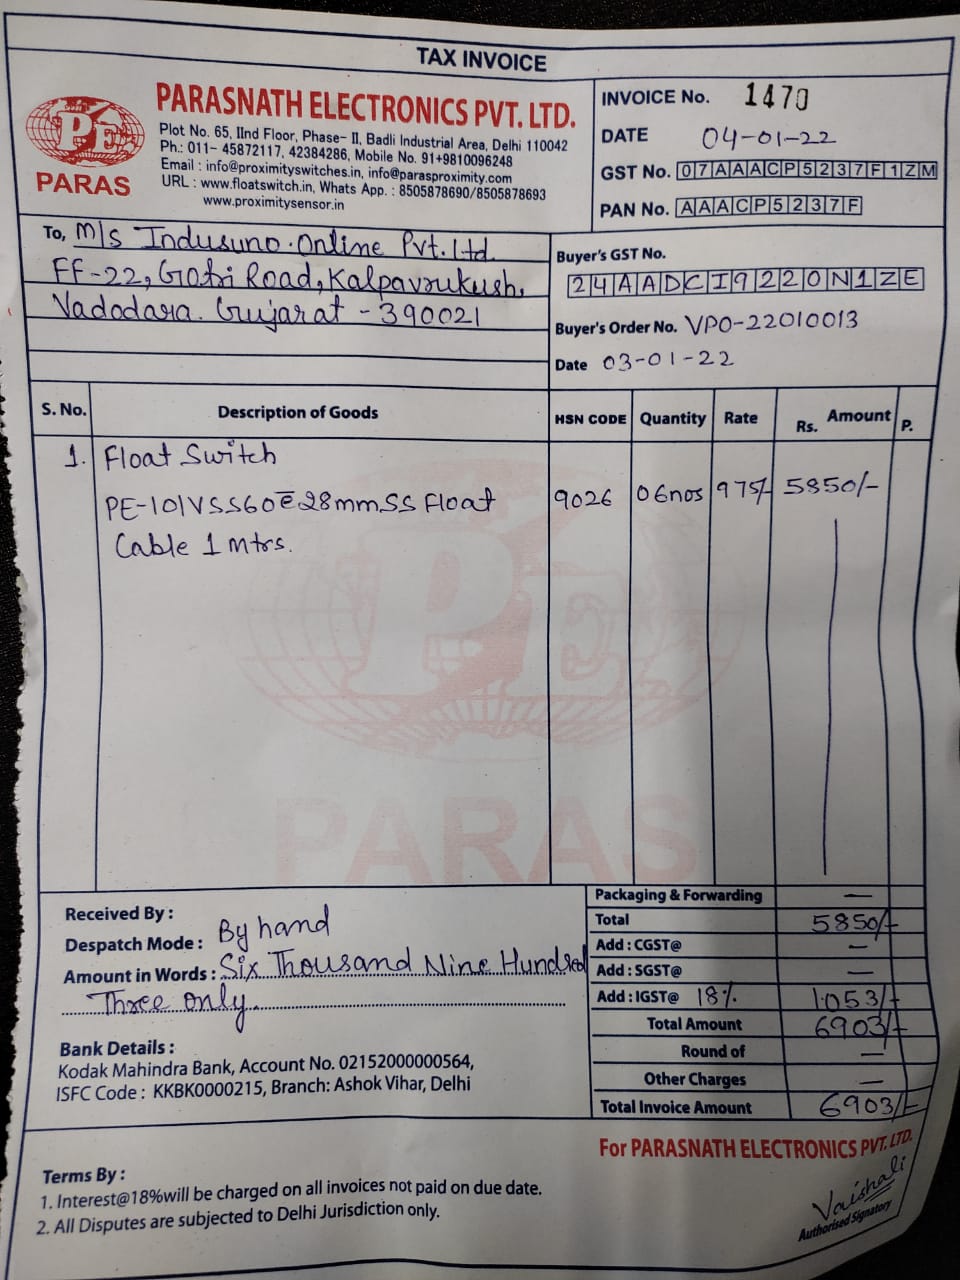 TAX INVOICE
PE
PARAS
PARASNATH ELECTRONICS PVT. LTD.
Plot No. 65, IInd Floor, Phase- II, Badli Industrial Area, Delhi 110042
Ph.: 011- 45872117, 42384286, Mobile No. 91+9810096248
Email : info@proximityswitches.in, info@parasproximity.com
URL : www.floatswitch.in, Whats App. : 8505878690/8505878693
www.proximitysensor.in
INVOICE No. 1470
DATE 04-01-22
GST No. 07AAACP5237F1ZM
PAN No. AAACP5237F
To, M/s Indusuno Online Pvt. Ltd.
FF-22, Gotri Road, Kalpavrukush,
Vadodara. Gujarat - 390021
Buyer's GST No.
24AADCI9220N1ZE
Buyer's Order No. VPO-22010013
Date 03-01-22
S. No. Description of Goods HSN CODE Quantity Rate Rs. Amount P.
1. Float Switch
PE-101VSS60 c̄ 28mm SS Float 9026 06nos 975/- 5850/-
Cable 1 Mtrs.
PE
PARAS
Received By :
Despatch Mode : By hand
Amount in Words : Six Thousand Nine Hundred
Three only.
Bank Details :
Kodak Mahindra Bank, Account No. 02152000000564,
ISFC Code : KKBK0000215, Branch: Ashok Vihar, Delhi
Packaging & Forwarding —
Total 5850/-
Add : CGST@ —
Add : SGST@ —
Add : IGST@ 18% 1053/-
Total Amount 6903/-
Round of —
Other Charges —
Total Invoice Amount 6903/-
For PARASNATH ELECTRONICS PVT. LTD.
Vaishali
Authorised Signatory
Terms By :
1. Interest@18%will be charged on all invoices not paid on due date.
2. All Disputes are subjected to Delhi Jurisdiction only.